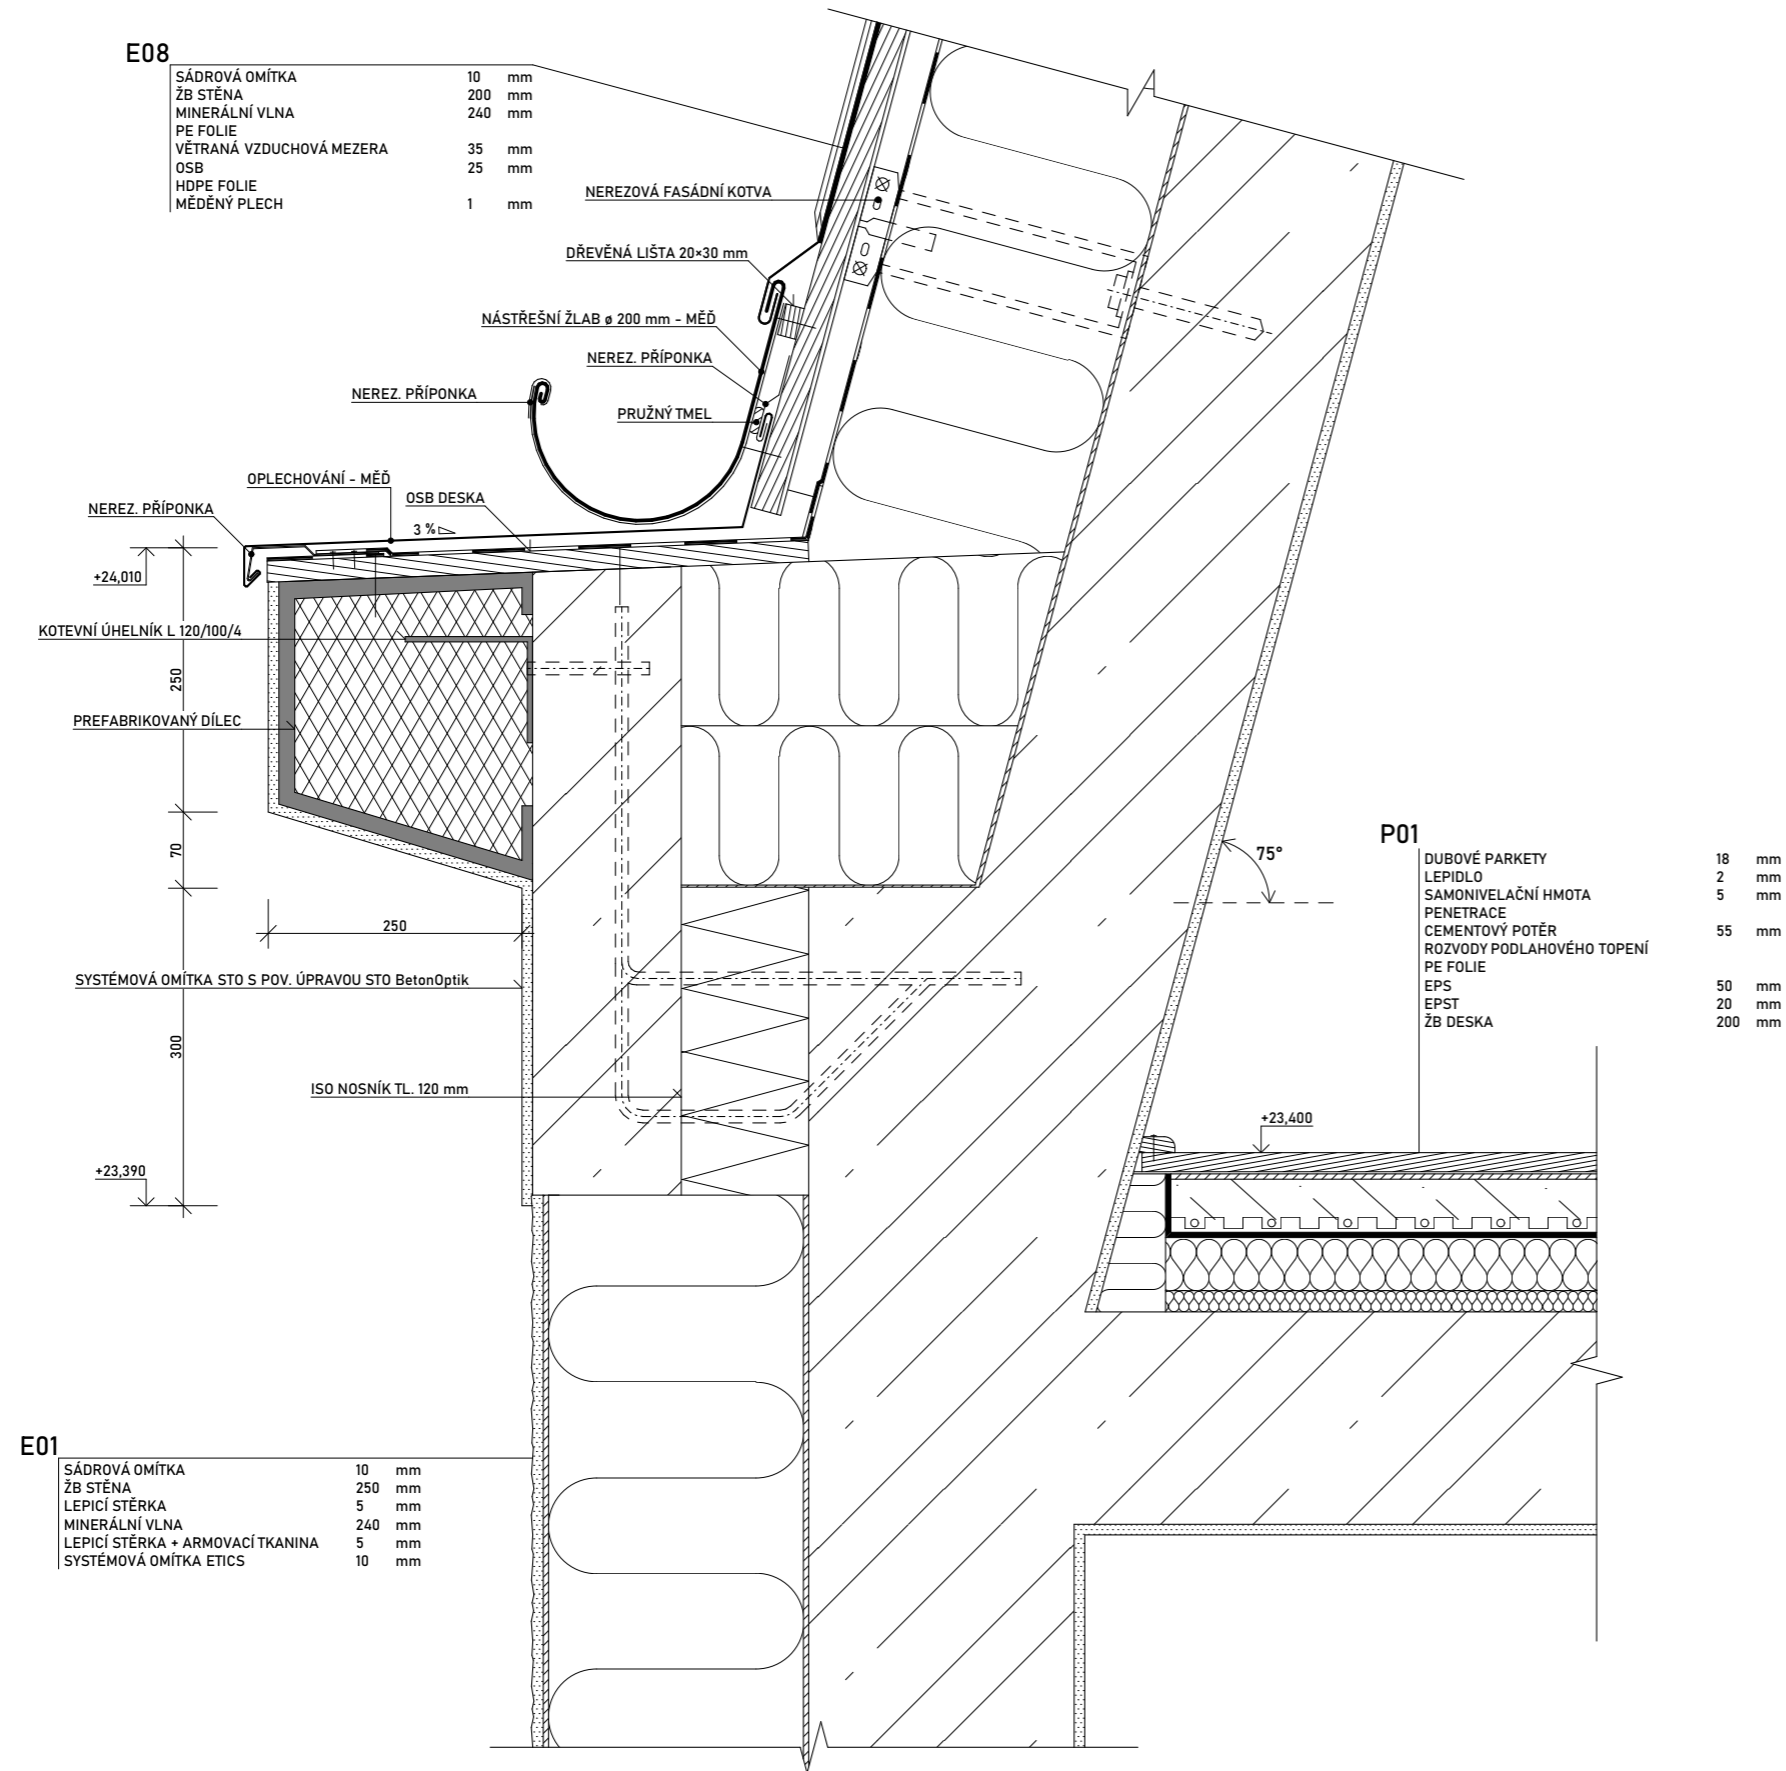 E08
SÁDROVÁ OMÍTKA 10 mm
ŽB STĚNA 200 mm
MINERÁLNÍ VLNA 240 mm
PE FOLIE
VĚTRANÁ VZDUCHOVÁ MEZERA 35 mm
OSB 25 mm
HDPE FOLIE
MĚDĚNÝ PLECH 1 mm
NEREZOVÁ FASÁDNÍ KOTVA
DŘEVĚNÁ LIŠTA 20×30 mm
NÁSTŘEŠNÍ ŽLAB ø 200 mm - MĚĎ
NEREZ. PŘÍPONKA
NEREZ. PŘÍPONKA
PRUŽNÝ TMEL
OPLECHOVÁNÍ - MĚĎ
OSB DESKA
NEREZ. PŘÍPONKA
3 %
+24,010
KOTEVNÍ ÚHELNÍK L 120/100/4
250
PREFABRIKOVANÝ DÍLEC
70
250
SYSTÉMOVÁ OMÍTKA STO S POV. ÚPRAVOU STO BetonOptik
300
ISO NOSNÍK TL. 120 mm
+23,390
75°
P01
DUBOVÉ PARKETY 18 mm
LEPIDLO 2 mm
SAMONIVELAČNÍ HMOTA 5 mm
PENETRACE
CEMENTOVÝ POTĚR 55 mm
ROZVODY PODLAHOVÉHO TOPENÍ
PE FOLIE
EPS 50 mm
EPST 20 mm
ŽB DESKA 200 mm
+23,400
E01
SÁDROVÁ OMÍTKA 10 mm
ŽB STĚNA 250 mm
LEPICÍ STĚRKA 5 mm
MINERÁLNÍ VLNA 240 mm
LEPICÍ STĚRKA + ARMOVACÍ TKANINA 5 mm
SYSTÉMOVÁ OMÍTKA ETICS 10 mm